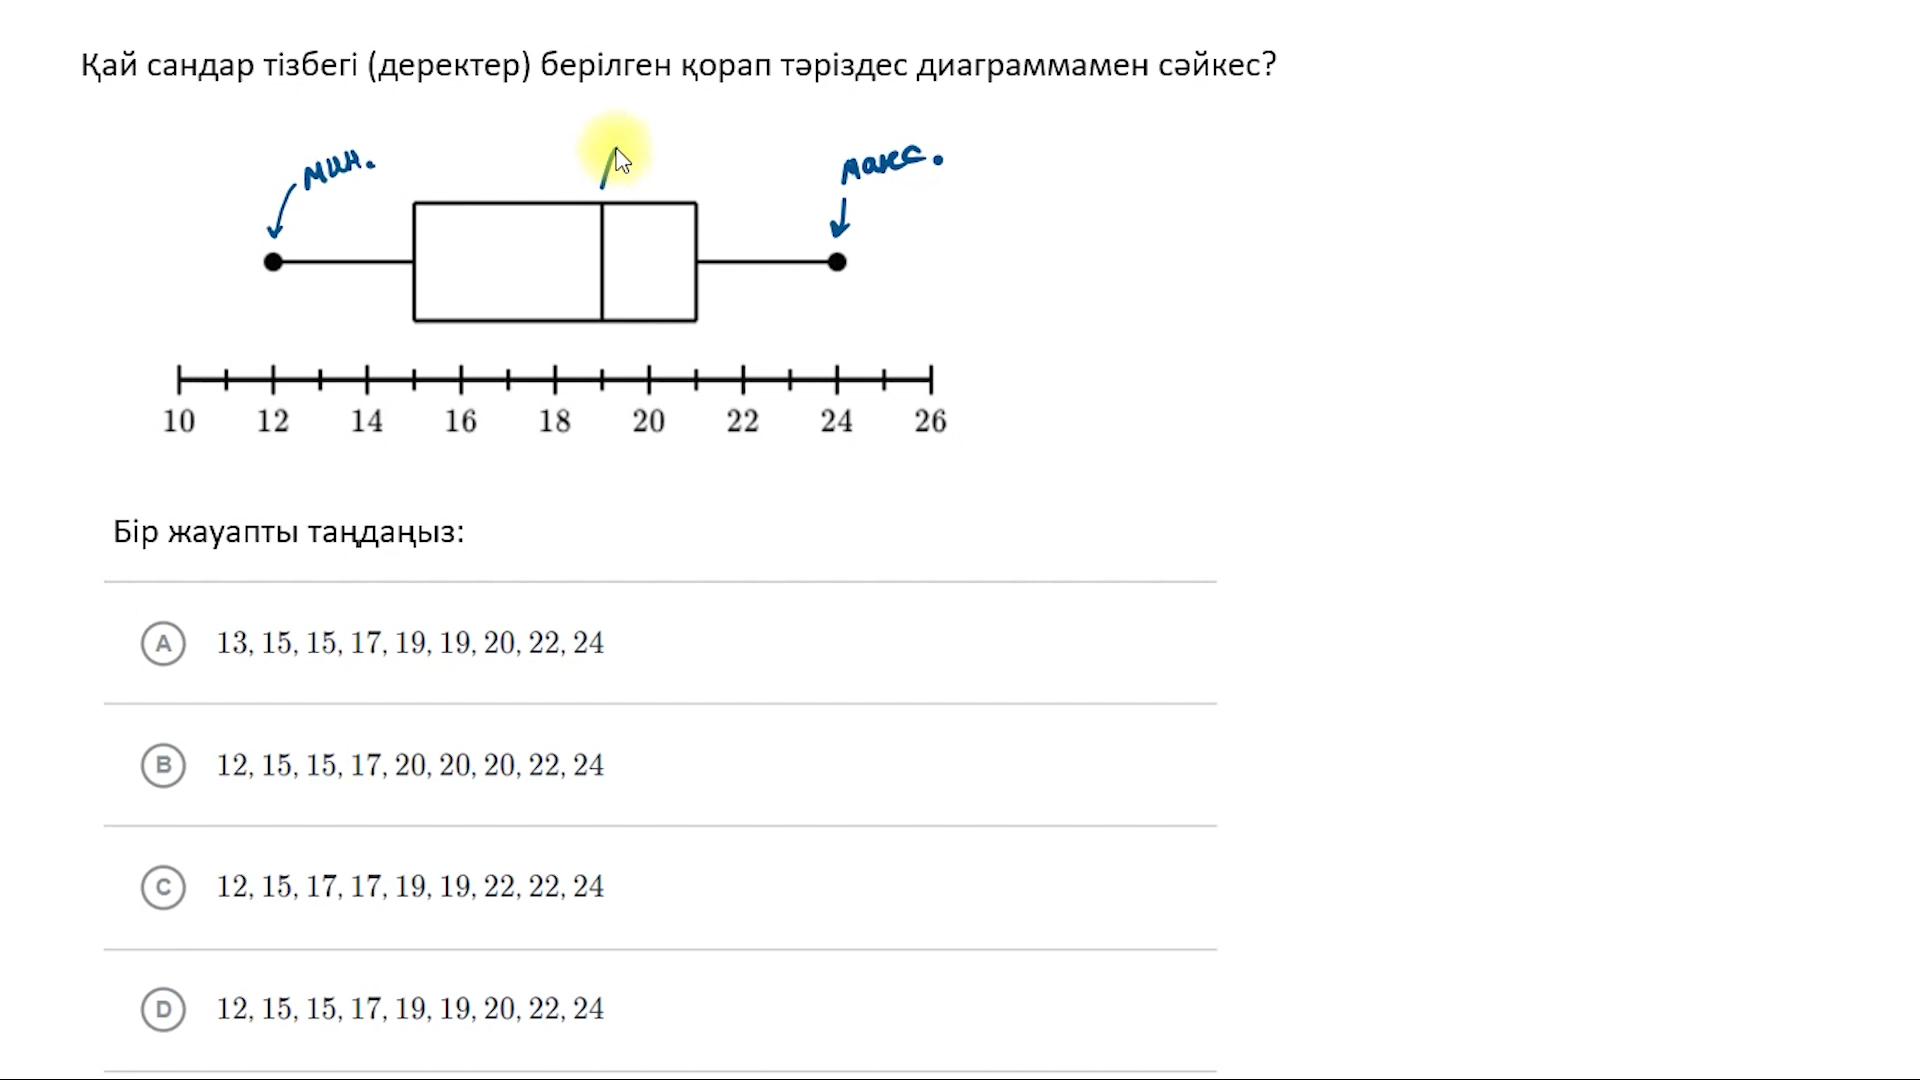 Қай сандар тізбегі (деректер) берілген қорап тәріздес диаграммамен сәйкес?
мин.
макс.
10 12 14 16 18 20 22 24 26
Бір жауапты таңдаңыз:
A 13, 15, 15, 17, 19, 19, 20, 22, 24
B 12, 15, 15, 17, 20, 20, 20, 22, 24
C 12, 15, 17, 17, 19, 19, 22, 22, 24
D 12, 15, 15, 17, 19, 19, 20, 22, 24